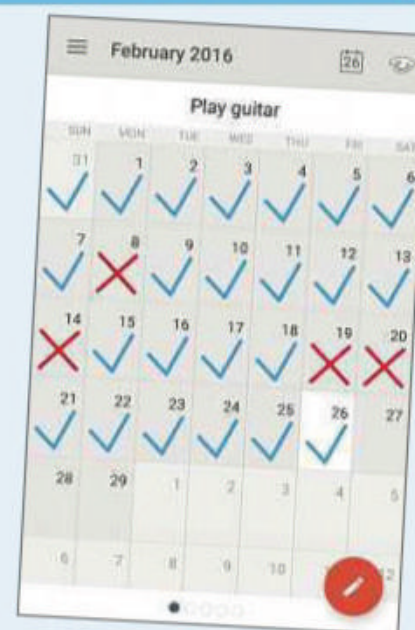 February 2016
26
Play guitar
SUN MON TUE WED THU FRI SAT
31 1 2 3 4 5 6
7 8 9 10 11 12 13
14 15 16 17 18 19 20
21 22 23 24 25 26 27
28 29 1 2 3 4 5
6 7 8 9 10